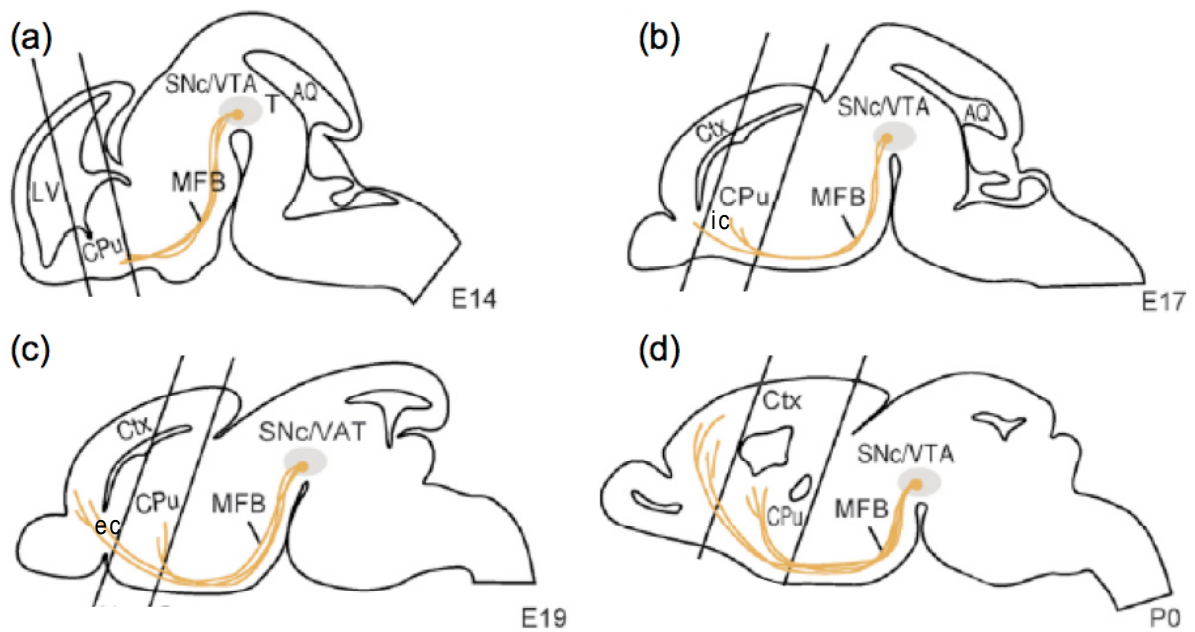 (a)
SNc/VTA
T
AQ
LV
MFB
CPu
E14
(b)
SNc/VTA
AQ
Ctx
CPu
MFB
ic
E17
(c)
Ctx
SNc/VAT
CPu
MFB
ec
E19
(d)
Ctx
SNc/VTA
CPu
MFB
P0